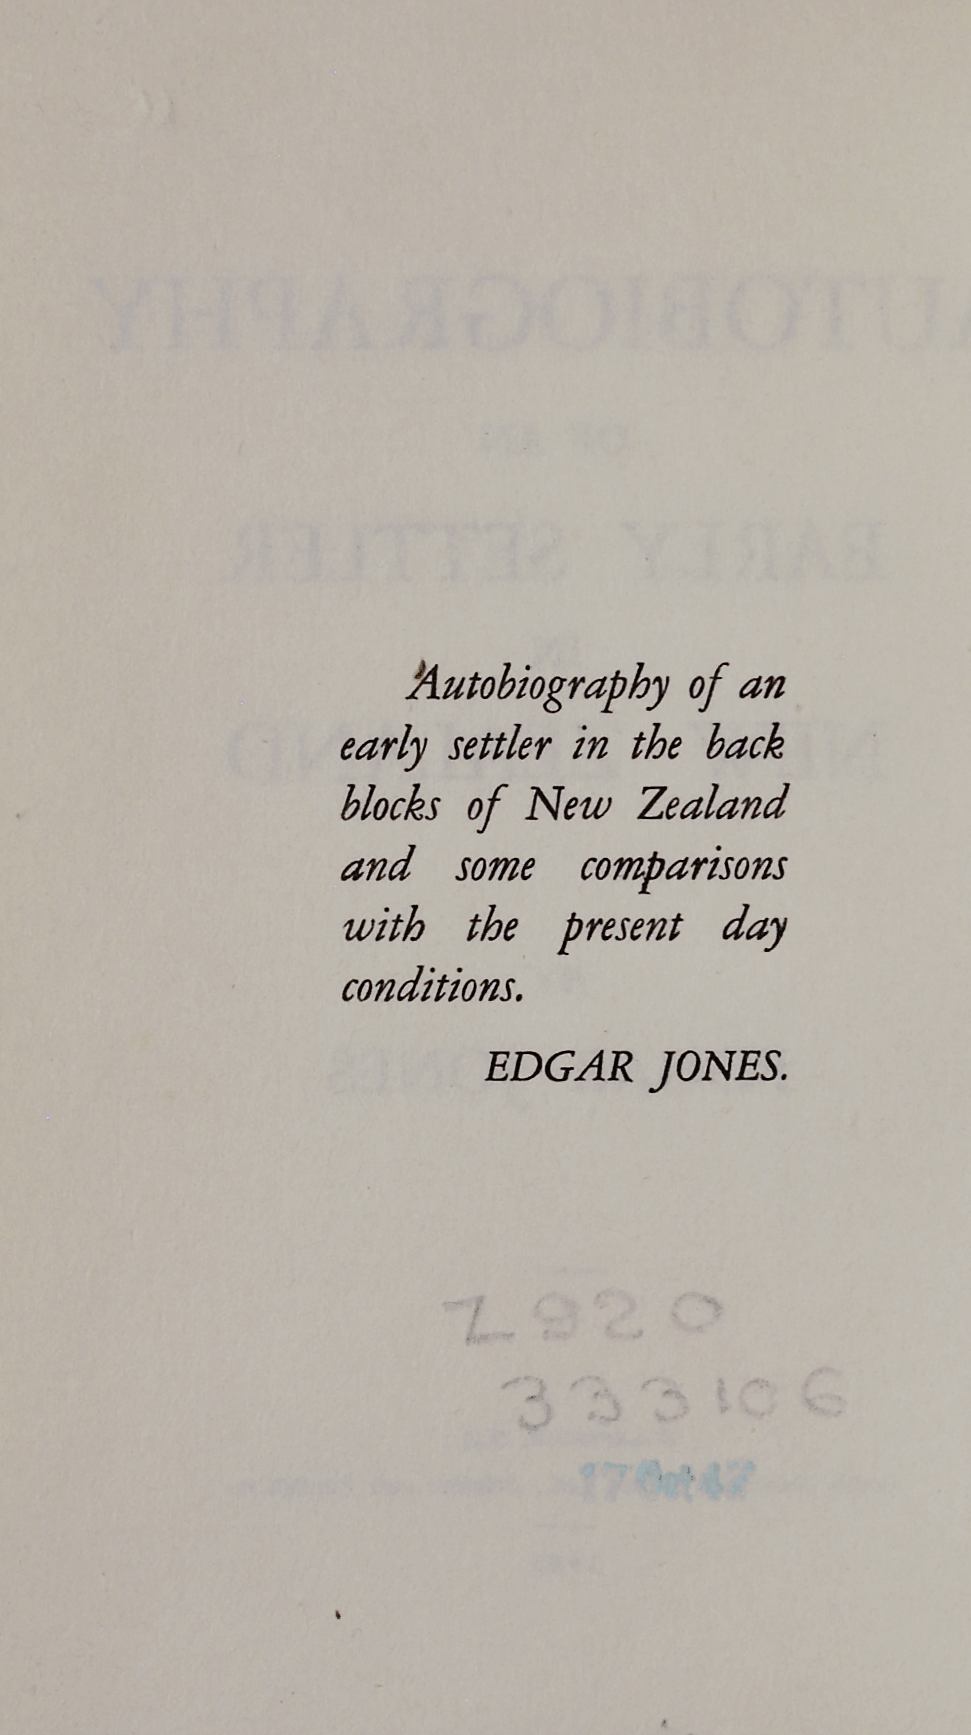 Autobiography of an
early settler in the back
blocks of New Zealand
and some comparisons
with the present day
conditions.
EDGAR JONES.
Z 920
333106
17 Oct 47